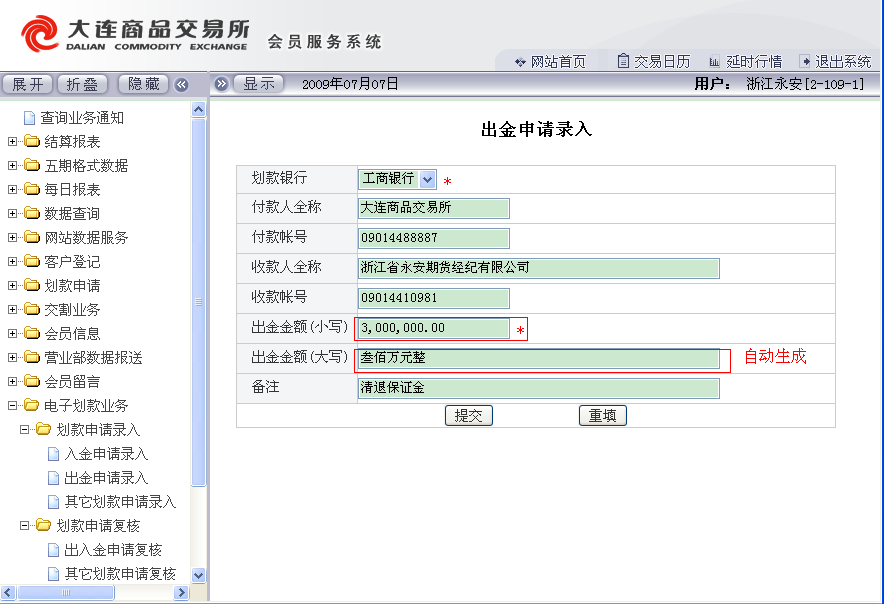 大连商品交易所
DALIAN COMMODITY EXCHANGE
会员服务系统
网站首页 交易日历 延时行情 退出系统
展开 折叠 隐藏 显示 2009年07月07日 用户: 浙江永安[2-109-1]
查询业务通知
结算报表
五期格式数据
每日报表
数据查询
网站数据服务
客户登记
划款申请
交割业务
会员信息
营业部数据报送
会员留言
电子划款业务
划款申请录入
入金申请录入
出金申请录入
其它划款申请录入
划款申请复核
出入金申请复核
其它划款申请复核
出金申请录入
划款银行 工商银行 *
付款人全称 大连商品交易所
付款帐号 09014488887
收款人全称 浙江省永安期货经纪有限公司
收款帐号 09014410981
出金金额(小写) 3,000,000.00 *
出金金额(大写) 叁佰万元整 自动生成
备注 清退保证金
提交 重填